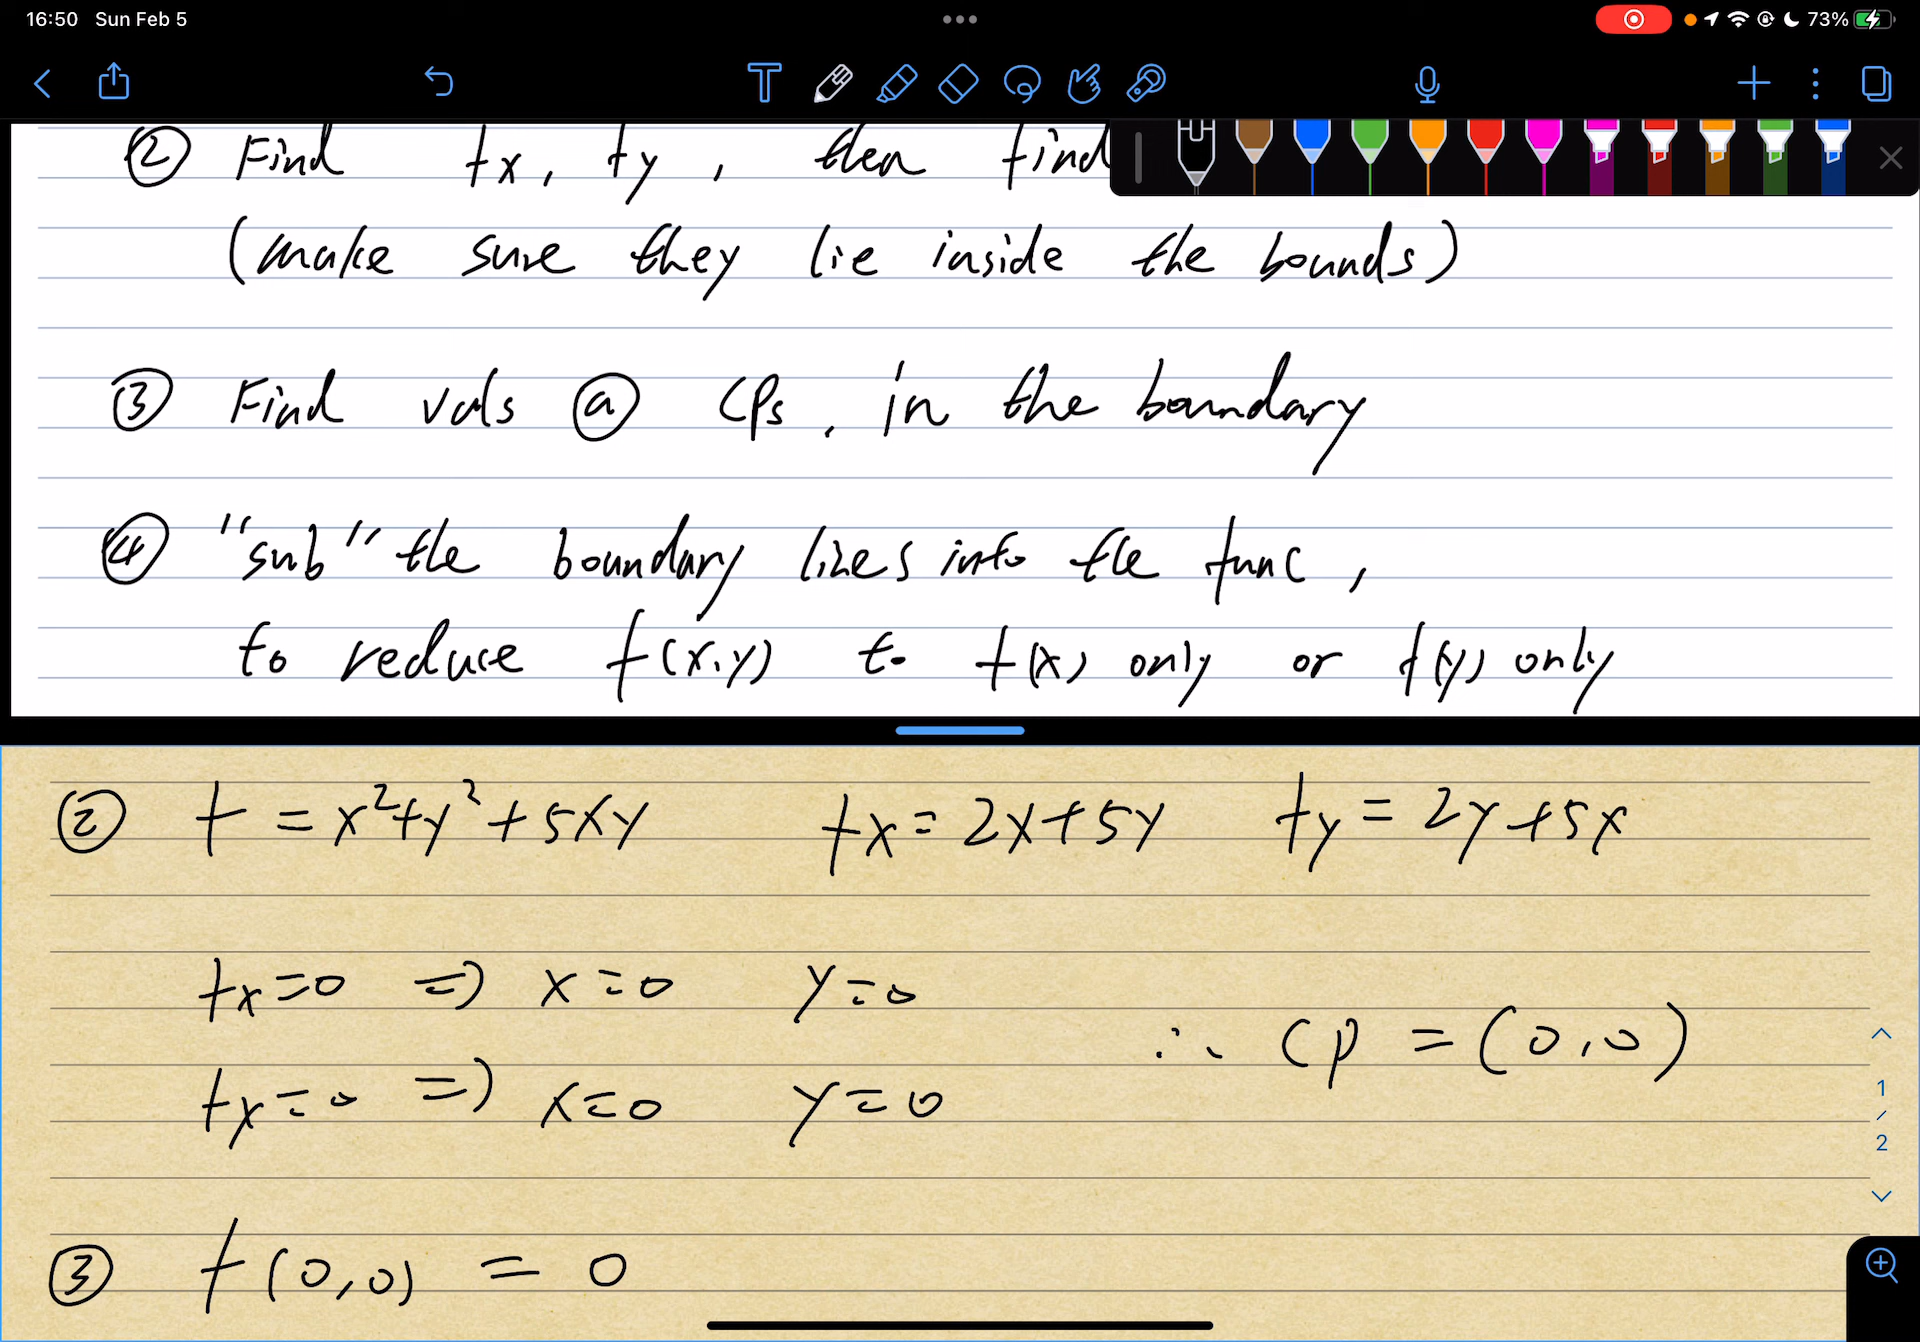 16:50 Sun Feb 5
73%
② Find fx, fy, then find
(make sure they lie inside the bounds)
③ Find vals @ CPs, in the boundary
④ "sub" the boundary lines into the func,
to reduce f(x,y) to f(x) only or f(y) only
② f = x²+y²+5xy fx = 2x+5y fy = 2y+5x
fx=0 => x=0 y=0
∴ CP = (0,0)
fx=0 => x=0 y=0
1
/
2
③ f(0,0) = 0